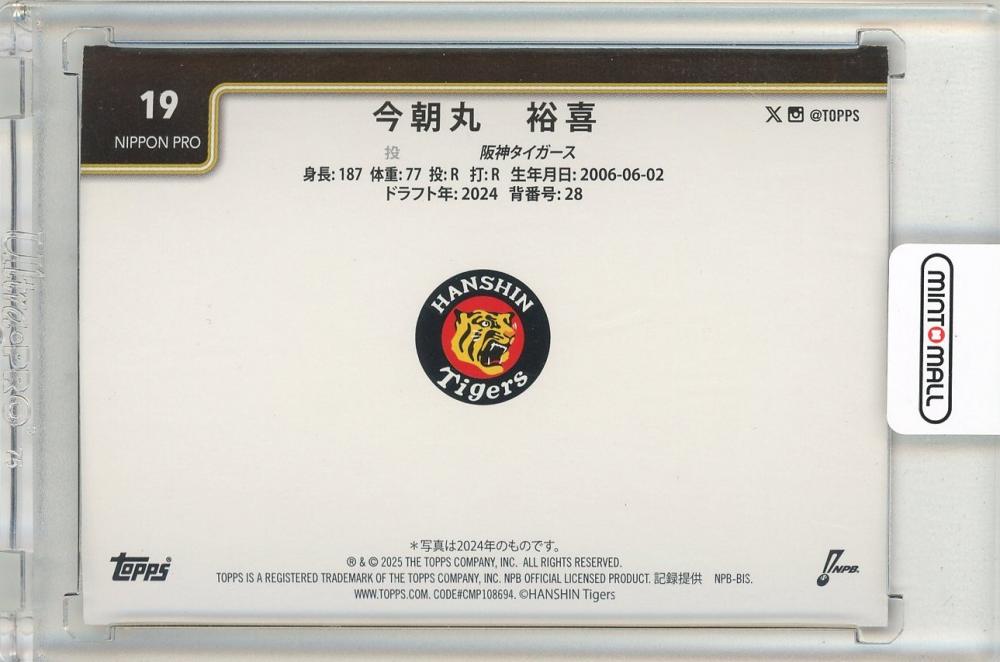 19
NIPPON PRO
今朝丸 裕喜
@TOPPS
投 阪神タイガース
身長: 187 体重: 77 投: R 打: R 生年月日: 2006-06-02
ドラフト年: 2024 背番号: 28
HANSHIN
Tigers
MINTOMALL
UltraPRO
75
*写真は2024年のものです。
® & © 2025 THE TOPPS COMPANY, INC. ALL RIGHTS RESERVED.
TOPPS IS A REGISTERED TRADEMARK OF THE TOPPS COMPANY, INC. NPB OFFICIAL LICENSED PRODUCT. 記録提供 NPB-BIS.
WWW.TOPPS.COM. CODE#CMP108694. ©HANSHIN Tigers
TOPPS®
NPB.